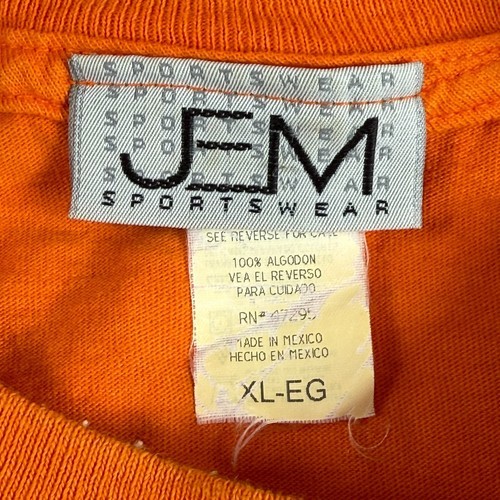 SPORTSWEAR
JEM
SPORTSWEAR
SEE REVERSE FOR CARE
100% ALGODON
VEA EL REVERSO
PARA CUIDADO
RN# 47295
MADE IN MEXICO
HECHO EN MEXICO
XL-EG